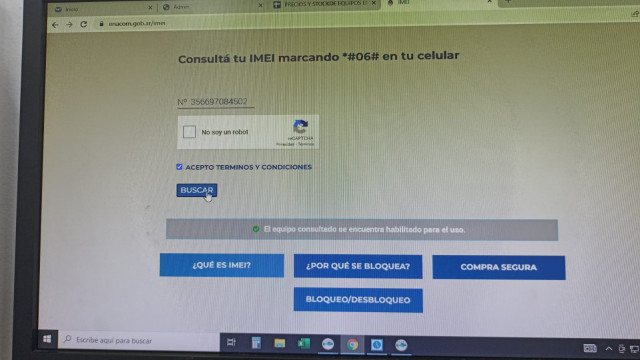 Inicio
Admin
PRECIOS Y STOCK DE EQUIPOS
IMEI
enacom.gob.ar/imei
Consultá tu IMEI marcando *#06# en tu celular
N° 356697084502
No soy un robot
reCAPTCHA
Privacidad - Términos
ACEPTO TERMINOS Y CONDICIONES
BUSCAR
El equipo consultado se encuentra habilitado para el uso.
¿QUÉ ES IMEI?
¿POR QUÉ SE BLOQUEA?
COMPRA SEGURA
BLOQUEO/DESBLOQUEO
Escribe aquí para buscar